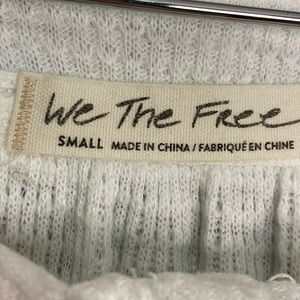 We The Free
SMALL MADE IN CHINA / FABRIQUÉ EN CHINE